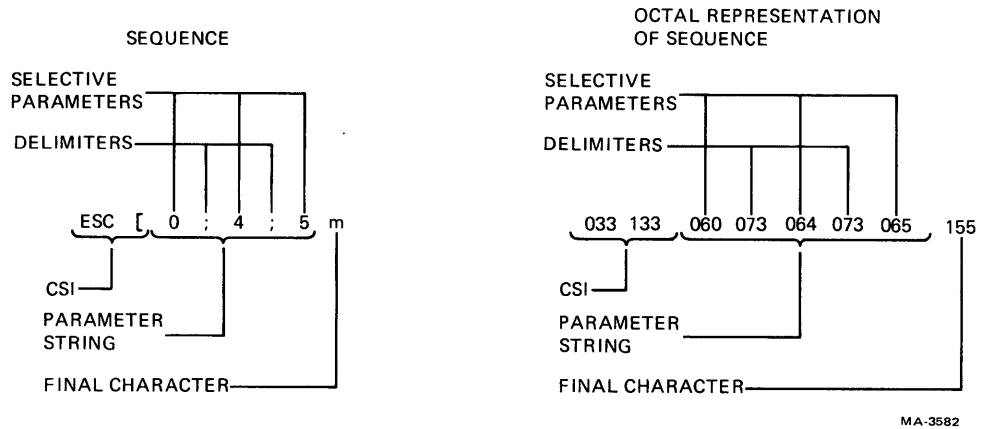 SEQUENCE
SELECTIVE
PARAMETERS
DELIMITERS
ESC [ 0 ; 4 ; 5 m
CSI
PARAMETER
STRING
FINAL CHARACTER
OCTAL REPRESENTATION
OF SEQUENCE
SELECTIVE
PARAMETERS
DELIMITERS
033 133 060 073 064 073 065 155
CSI
PARAMETER
STRING
FINAL CHARACTER
MA-3582